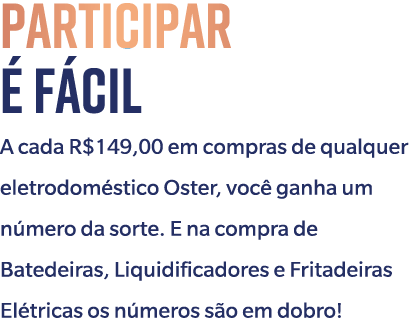 PARTICIPAR
É FÁCIL
A cada R$149,00 em compras de qualquer
eletrodoméstico Oster, você ganha um
número da sorte. E na compra de
Batedeiras, Liquidificadores e Fritadeiras
Elétricas os números são em dobro!